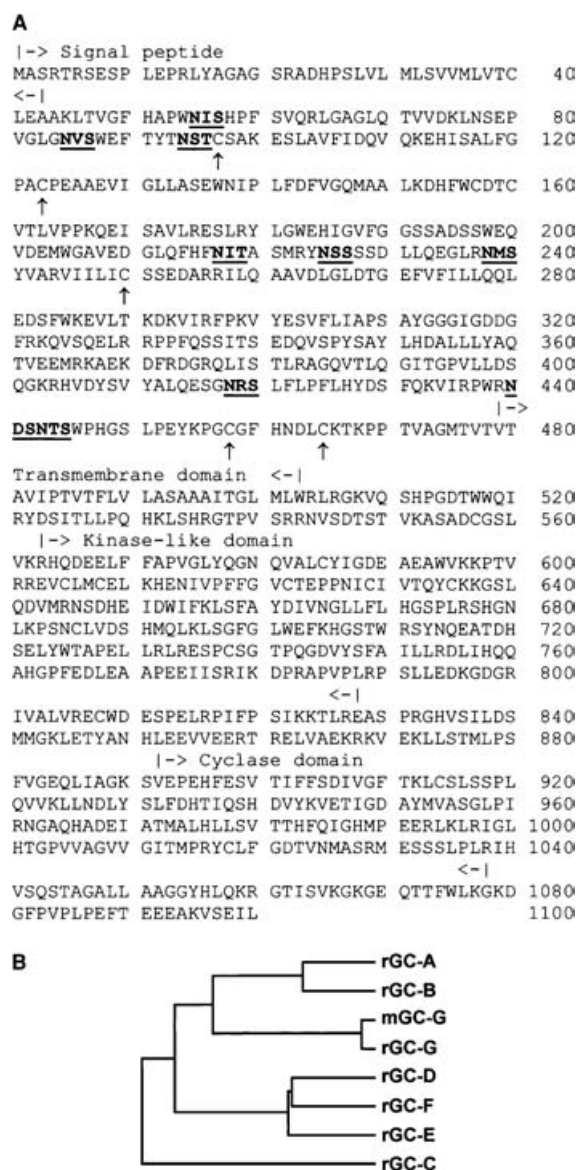 A
|-> Signal peptide
MASRTRSESP LEPRLYAGAG SRADHPSLVL MLSVVMLVTC 40
<-|
LEAAKLTVGF HAPWNISHPF SVQRLGAGLQ TVVDKLNSEP 80
VGLGNVSWEF TYTNSTCSAK ESLAVFIDQV QKEHISALFG 120
↑
PACPEAAEVI GLLASEWNIP LFDFVGQMAA LKDHFWCDTC 160
↑
VTLVPPKQEI SAVLRESLRY LGWEHIGVFG GSSADSSWEQ 200
VDEMWGAVED GLQFHFNITA SMRYNSSSSD LLQEGLRNMS 240
YVARVIILIC SSEDARRILQ AAVDLGLDTG EFVFILLQQL 280
↑
EDSFWKEVLT KDKVIRFPKV YESVFLIAPS AYGGGIGDDG 320
FRKQVSQELR RPPFQSSITS EDQVSPYSAY LHDALLLYAQ 360
TVEEMRKAEK DFRDGRQLIS TLRAGQVTLQ GITGPVLLDS 400
QGKRHVDYSV YALQESGNRS LFLPFLHYDS FQKVIRPWRN 440
|->
DSNTSWPHGS LPEYKPGCGF HNDLCKTKPP TVAGMTVTVT 480
↑ ↑
Transmembrane domain <-|
AVIPTVTFLV LASAAAITGL MLWRLRGKVQ SHPGDTWWQI 520
RYDSITLLPQ HKLSHRGTPV SRRNVSDTST VKASADCGSL 560
|-> Kinase-like domain
VKRHQDEELF FAPVGLYQGN QVALCYIGDE AEAWVKKPTV 600
RREVCLMCEL KHENIVPFFG VCTEPPNICI VTQYCKKGSL 640
QDVMRNSDHE IDWIFKLSFA YDIVNGLLFL HGSPLRSHGN 680
LKPSNCLVDS HMQLKLSGFG LWEFKHGSTW RSYNQEATDH 720
SELYWTAPEL LRLRESPCSG TPQGDVYSFA ILLRDLIHQQ 760
AHGPFEDLEA APEEIISRIK DPRAPVPLRP SLLEDKGDGR 800
<-|
IVALVRECWD ESPELRPIFP SIKKTLREAS PRGHVSILDS 840
MMGKLETYAN HLEEVVEERT RELVAEKRKV EKLLSTMLPS 880
|-> Cyclase domain
FVGEQLIAGK SVEPEHFESV TIFFSDIVGF TKLCSLSSPL 920
QVVKLLNDLY SLFDHTIQSH DVYKVETIGD AYMVASGLPI 960
RNGAQHADEI ATMALHLLSV TTHFQIGHMP EERLKLRIGL 1000
HTGPVVAGVV GITMPRYCLF GDTVNMASRM ESSSLPLRIH 1040
<-|
VSQSTAGALL AAGGYHLQKR GTISVKGKGE QTTFWLKGKD 1080
GFPVPLPEFT EEEAKVSEIL 1100
B
rGC-A
rGC-B
mGC-G
rGC-G
rGC-D
rGC-F
rGC-E
rGC-C